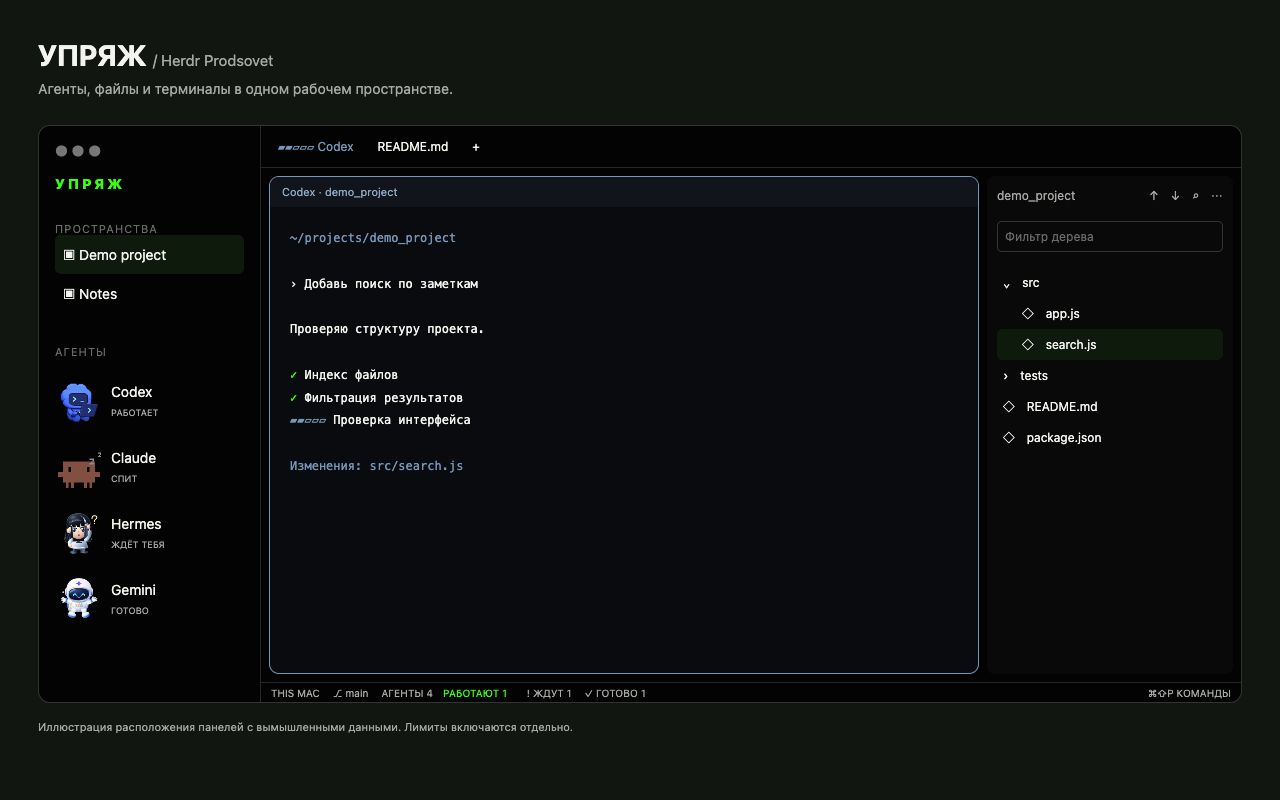 УПРЯЖ / Herdr Prodsovet
Агенты, файлы и терминалы в одном рабочем пространстве.
УПРЯЖ
ПРОСТРАНСТВА
▣ Demo project
▣ Notes
АГЕНТЫ
Codex
РАБОТАЕТ
Claude
СПИТ
Hermes
ЖДЁТ ТЕБЯ
Gemini
ГОТОВО
▰▰▱▱▱ Codex README.md +
Codex · demo_project
~/projects/demo_project
› Добавь поиск по заметкам
Проверяю структуру проекта.
✓ Индекс файлов
✓ Фильтрация результатов
▰▰▱▱▱ Проверка интерфейса
Изменения: src/search.js
demo_project ↑ ↓ ⌕ ···
Фильтр дерева
⌄ src
◇ app.js
◇ search.js
› tests
◇ README.md
◇ package.json
THIS MAC ⎇ main АГЕНТЫ 4 РАБОТАЮТ 1 ! ЖДУТ 1 ✓ ГОТОВО 1 ⌘⇧P КОМАНДЫ
Иллюстрация расположения панелей с вымышленными данными. Лимиты включаются отдельно.